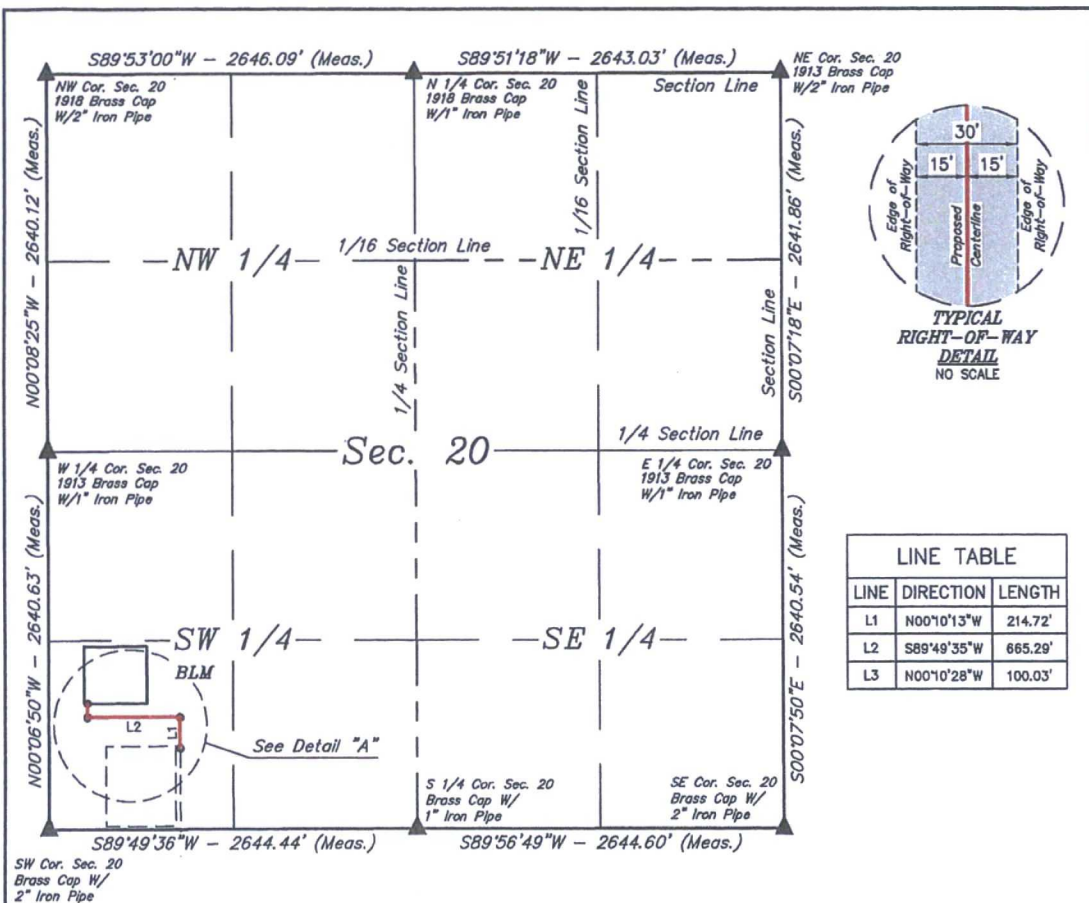 S89°53'00"W - 2646.09' (Meas.)
S89°51'18"W - 2643.03' (Meas.)
NW Cor. Sec. 20
1918 Brass Cap
W/2" Iron Pipe
N 1/4 Cor. Sec. 20
1918 Brass Cap
W/1" Iron Pipe
Section Line
NE Cor. Sec. 20
1913 Brass Cap
W/2" Iron Pipe
1/16 Section Line
N00°08'25"W - 2640.12' (Meas.)
NW 1/4
1/16 Section Line
NE 1/4
1/4 Section Line
Section Line
S00°07'18"E - 2641.86' (Meas.)
30'
15'
15'
Edge of
Right-of-Way
Proposed
Centerline
Edge of
Right-of-Way
TYPICAL
RIGHT-OF-WAY
DETAIL
NO SCALE
Sec. 20
1/4 Section Line
W 1/4 Cor. Sec. 20
1913 Brass Cap
W/1" Iron Pipe
E 1/4 Cor. Sec. 20
1913 Brass Cap
W/1" Iron Pipe
N00°06'50"W - 2640.63' (Meas.)
SW 1/4
SE 1/4
S00°07'50"E - 2640.54' (Meas.)
BLM
L2
L1
See Detail "A"
LINE TABLE
LINE DIRECTION LENGTH
L1 N00°10'13"W 214.72'
L2 S89°49'35"W 665.29'
L3 N00°10'28"W 100.03'
S 1/4 Cor. Sec. 20
Brass Cap W/
1" Iron Pipe
SE Cor. Sec. 20
Brass Cap W/
2" Iron Pipe
S89°49'36"W - 2644.44' (Meas.)
S89°56'49"W - 2644.60' (Meas.)
SW Cor. Sec. 20
Brass Cap W/
2" Iron Pipe